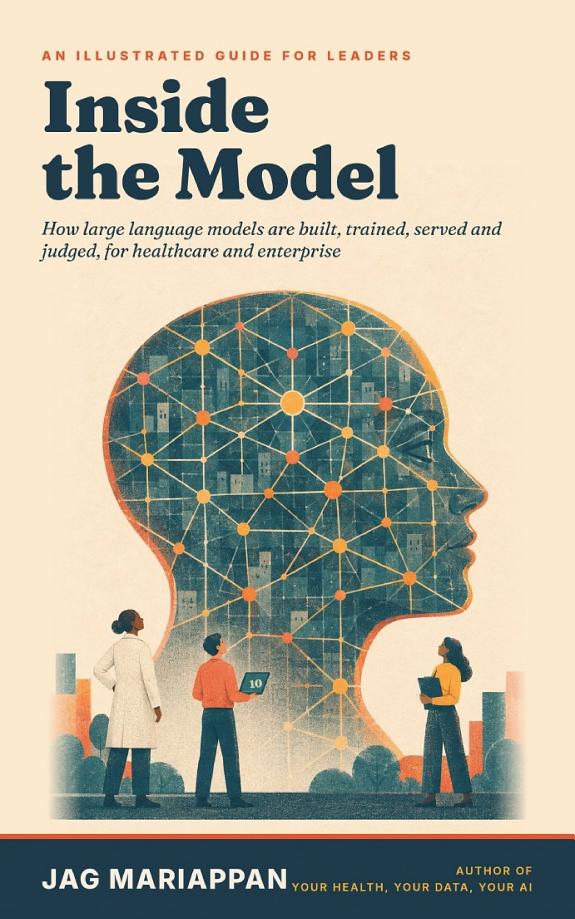 AN ILLUSTRATED GUIDE FOR LEADERS
Inside
the Model
How large language models are built, trained, served and
judged, for healthcare and enterprise
10
JAG MARIAPPAN
AUTHOR OF
YOUR HEALTH, YOUR DATA, YOUR AI